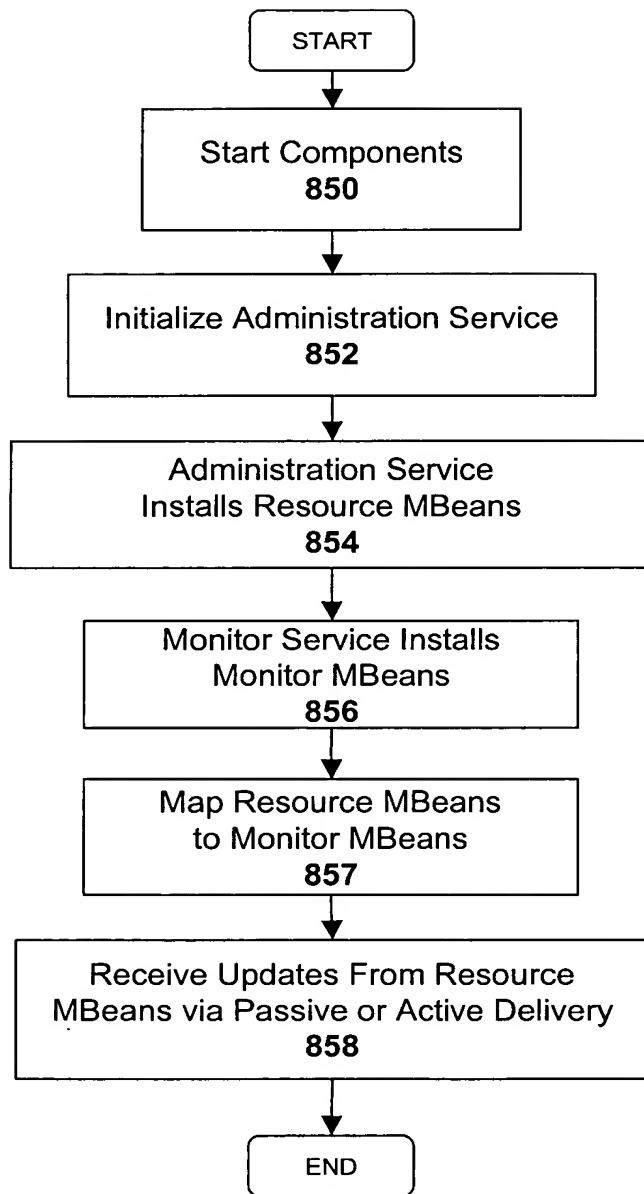 START
Start Components
850
Initialize Administration Service
852
Administration Service
Installs Resource MBeans
854
Monitor Service Installs
Monitor MBeans
856
Map Resource MBeans
to Monitor MBeans
857
Receive Updates From Resource
MBeans via Passive or Active Delivery
858
END